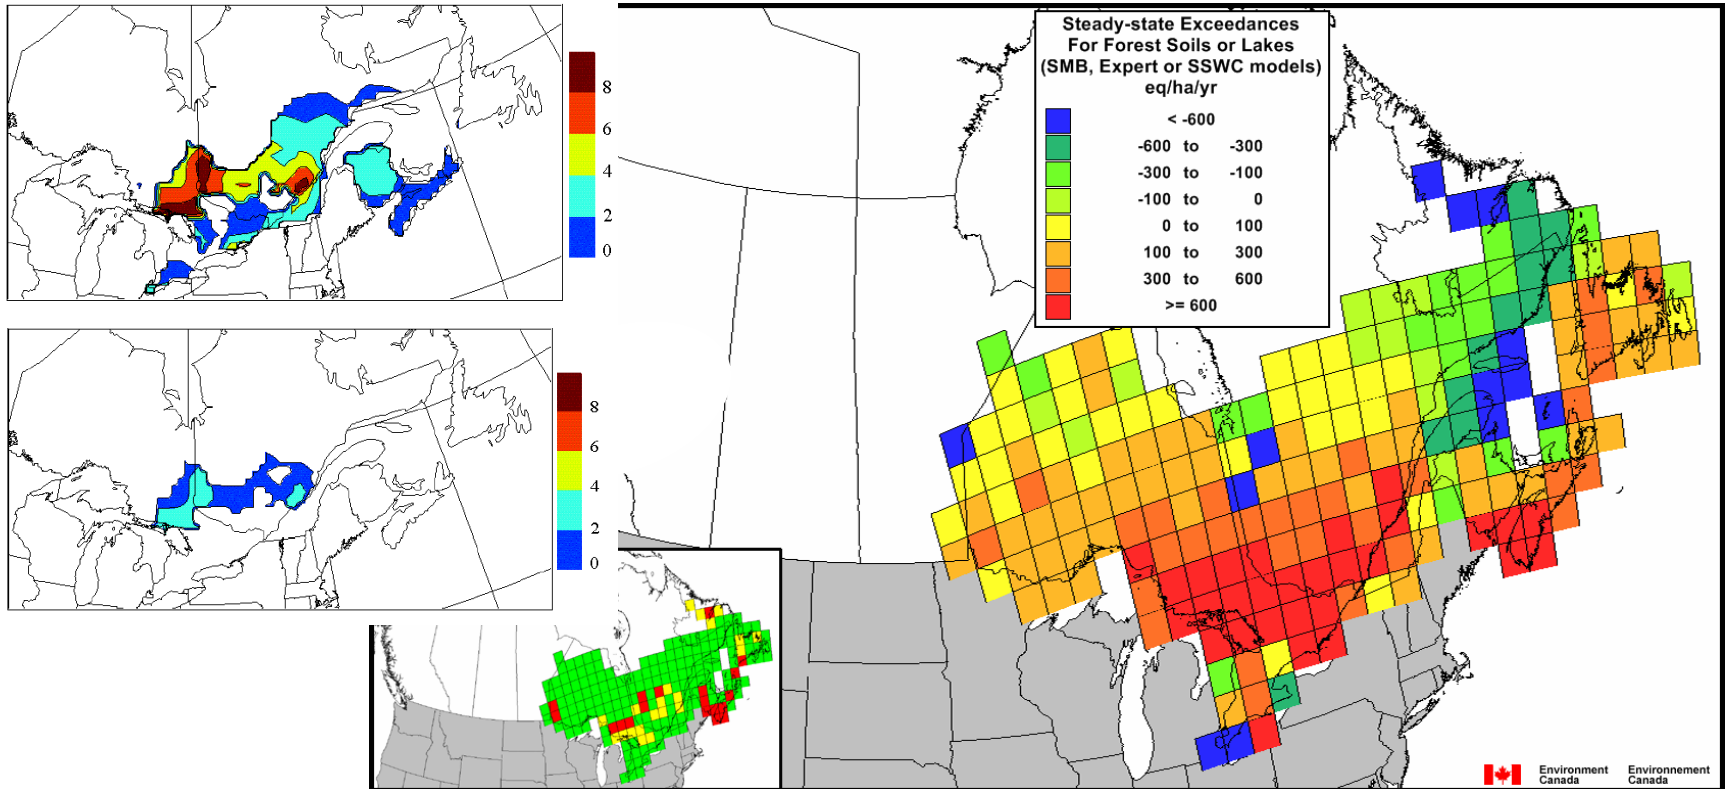 8
6
4
2
0
8
6
4
2
0
Steady-state Exceedances
For Forest Soils or Lakes
(SMB, Expert or SSWC models)
eq/ha/yr
< -600
-600 to -300
-300 to -100
-100 to 0
0 to 100
100 to 300
300 to 600
>= 600
Environment Environnement
Canada Canada